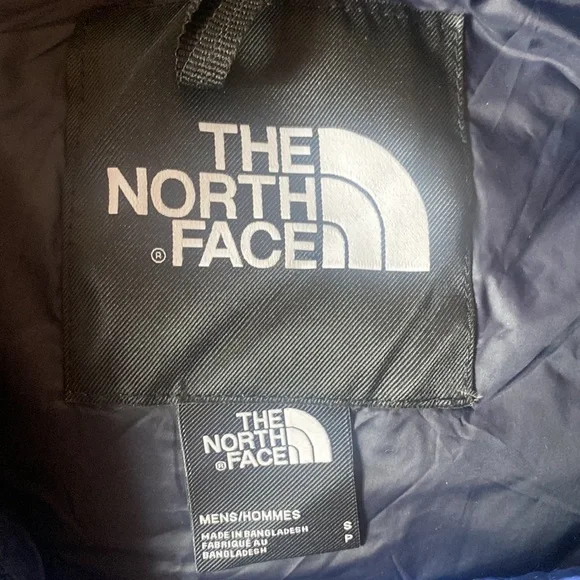 THE
NORTH
® FACE
THE
NORTH
® FACE
MENS/HOMMES
MADE IN BANGLADESH
FABRIQUÉ AU
BANGLADESH
S
P